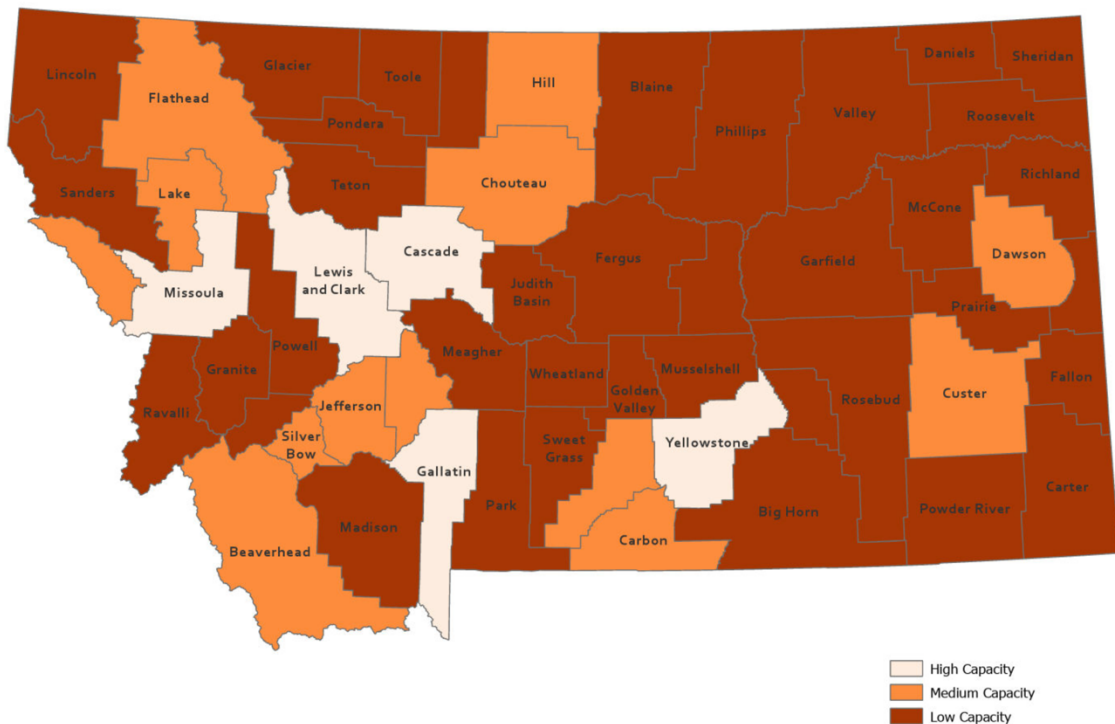 Lincoln
Flathead
Glacier
Toole
Hill
Blaine
Phillips
Valley
Daniels
Sheridan
Roosevelt
Pondera
Sanders
Lake
Teton
Chouteau
Richland
McCone
Dawson
Missoula
Lewis
and Clark
Cascade
Judith
Basin
Fergus
Garfield
Prairie
Powell
Granite
Ravalli
Meagher
Wheatland
Golden
Valley
Musselshell
Rosebud
Custer
Fallon
Jefferson
Silver
Bow
Gallatin
Sweet
Grass
Yellowstone
Carter
Beaverhead
Madison
Park
Carbon
Big Horn
Powder River
High Capacity
Medium Capacity
Low Capacity